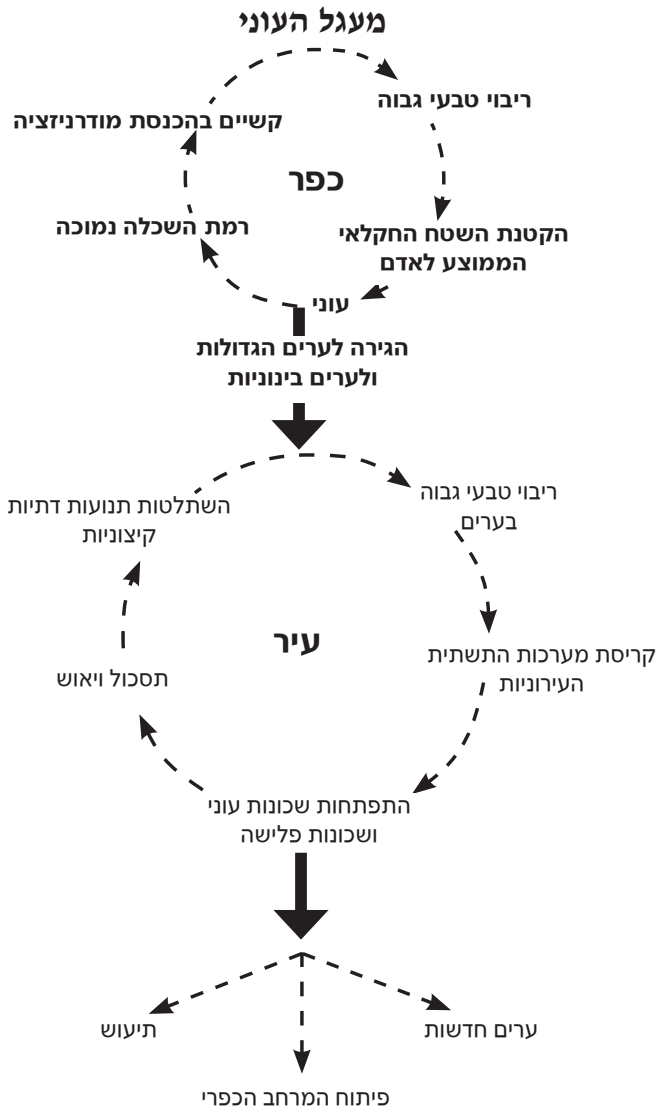 מעגל העוני
ריבוי טבעי גבוה
קשיים בהכנסת מודרניזציה
כפר
רמת השכלה נמוכה
הקטנת השטח החקלאי
הממוצע לאדם
עוני
הגירה לערים הגדולות
ולערים בינוניות
ריבוי טבעי גבוה
בערים
השתלטות תנועות דתיות
קיצוניות
עיר
קריסת מערכות התשתית
העירוניות
תסכול ויאוש
התפתחות שכונות עוני
ושכונות פלישה
ערים חדשות
תיעוש
פיתוח המרחב הכפרי